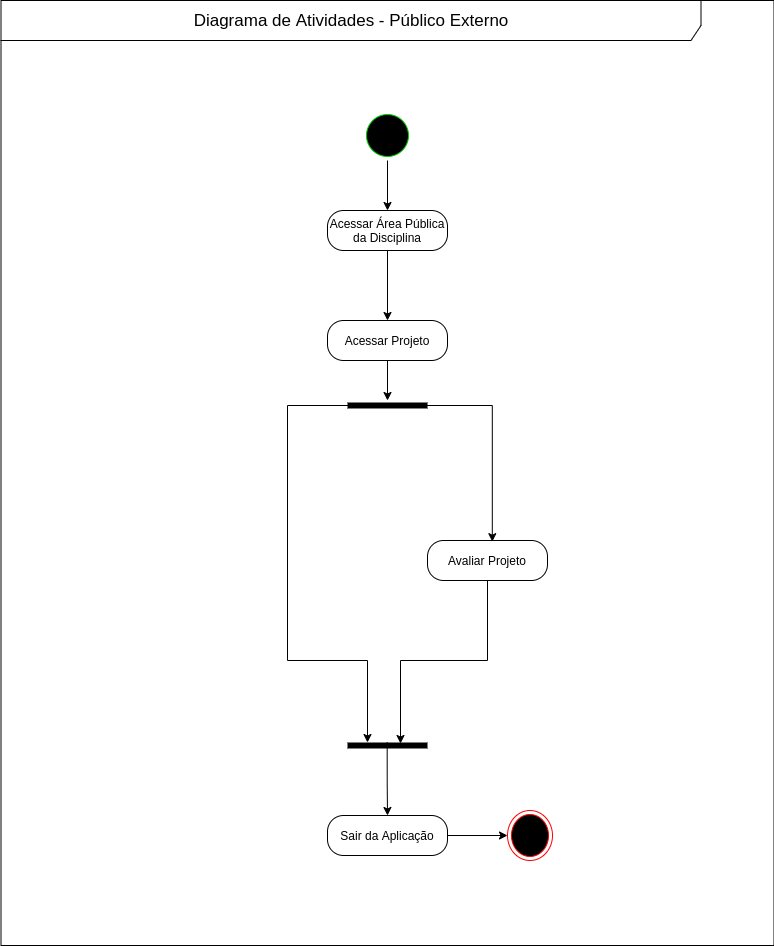 Diagrama de Atividades - Público Externo
Acessar Área Pública
da Disciplina
Acessar Projeto
Avaliar Projeto
Sair da Aplicação